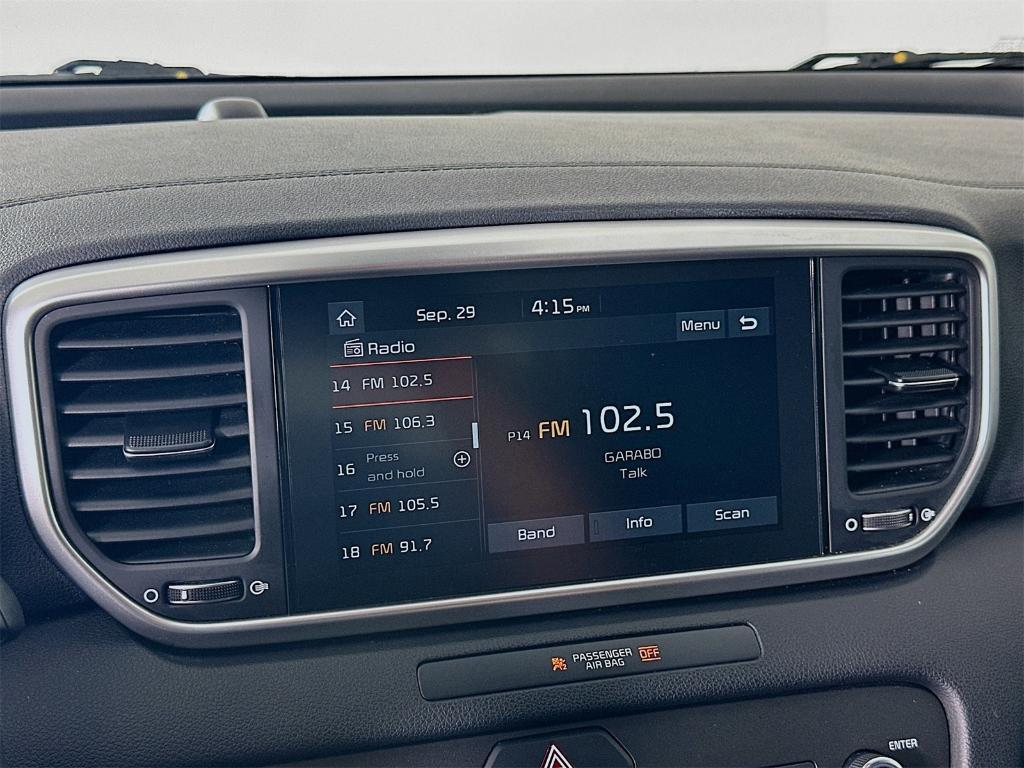 Sep. 29 4:15 PM
Radio Menu
14 FM 102.5
15 FM 106.3
16 Press and hold
17 FM 105.5
18 FM 91.7
P14 FM 102.5
GARABO
Talk
Band Info Scan
2 PASSENGER AIR BAG OFF
ENTER